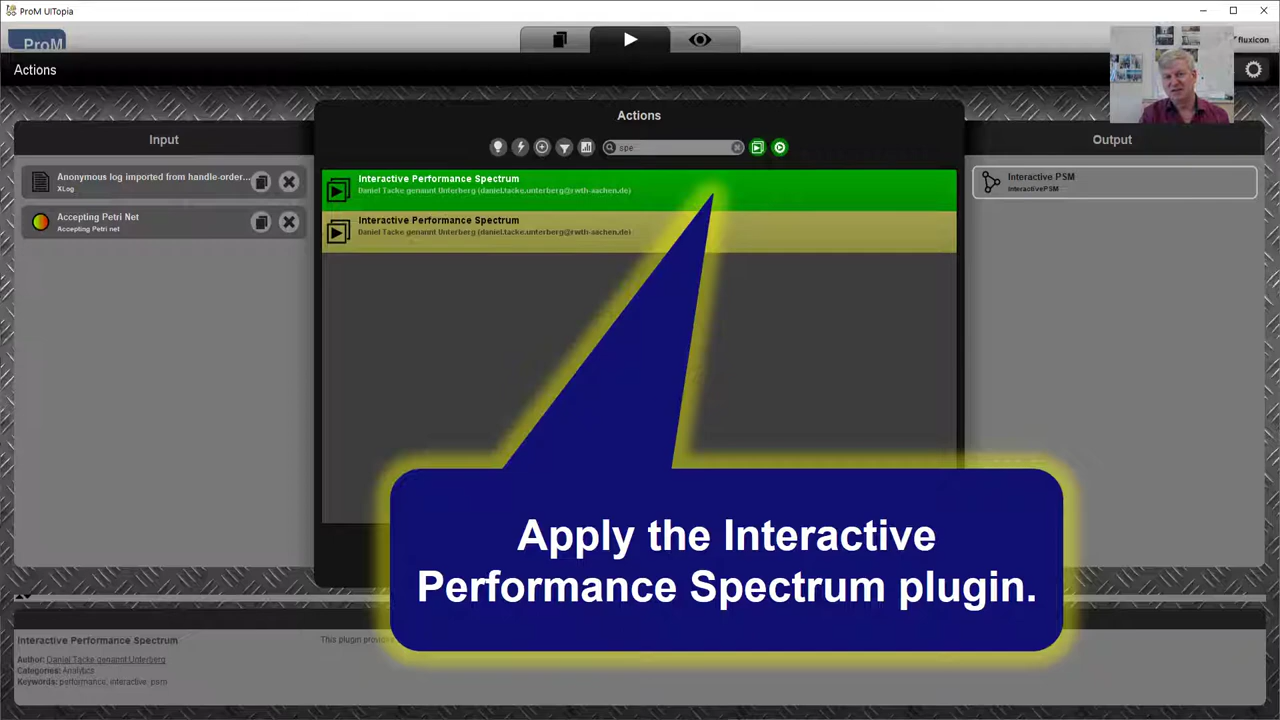 ProM UITopia
ProM
fluxicon
Actions
Actions
Input
Output
spe
Anonymous log imported from handle-order...
XLog
Accepting Petri Net
Accepting Petri net
Interactive Performance Spectrum
Daniel Tacke genannt Unterberg (daniel.tacke.unterberg@rwth-aachen.de)
Interactive Performance Spectrum
Daniel Tacke genannt Unterberg (daniel.tacke.unterberg@rwth-aachen.de)
Interactive PSM
InteractivePSM
Apply the Interactive
Performance Spectrum plugin.
Interactive Performance Spectrum
Author: Daniel Tacke genannt Unterberg
Categories: Analytics
Keywords: performance, interactive, psm
This plugin provide